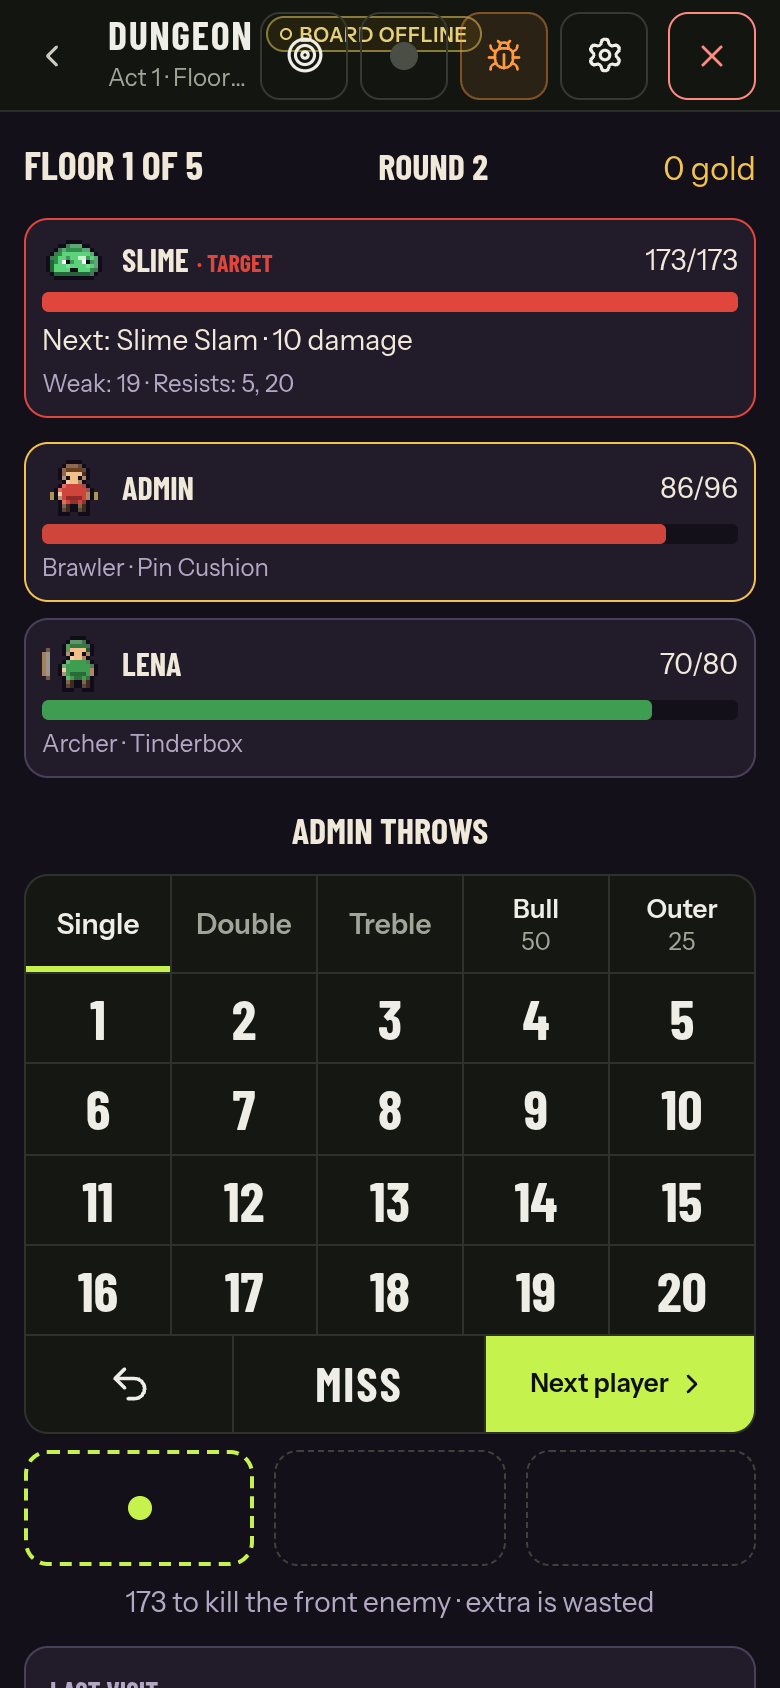 DUNGEON
BOARD OFFLINE
Act 1 · Floor...
FLOOR 1 OF 5
ROUND 2
0 gold
SLIME · TARGET
173/173
Next: Slime Slam · 10 damage
Weak: 19 · Resists: 5, 20
ADMIN
86/96
Brawler · Pin Cushion
LENA
70/80
Archer · Tinderbox
ADMIN THROWS
Single Double Treble Bull Outer
50 25
1 2 3 4 5
6 7 8 9 10
11 12 13 14 15
16 17 18 19 20
MISS Next player
173 to kill the front enemy · extra is wasted
LAST VISIT